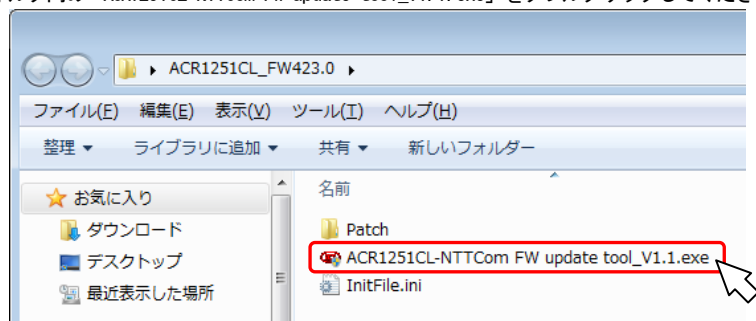 ACR1251CL_FW423.0
ファイル(F) 編集(E) 表示(V) ツール(T) ヘルプ(H)
整理 ライブラリに追加 共有 新しいフォルダー
お気に入り
ダウンロード
デスクトップ
最近表示した場所
名前
Patch
ACR1251CL-NTTCom FW update tool_V1.1.exe
InitFile.ini